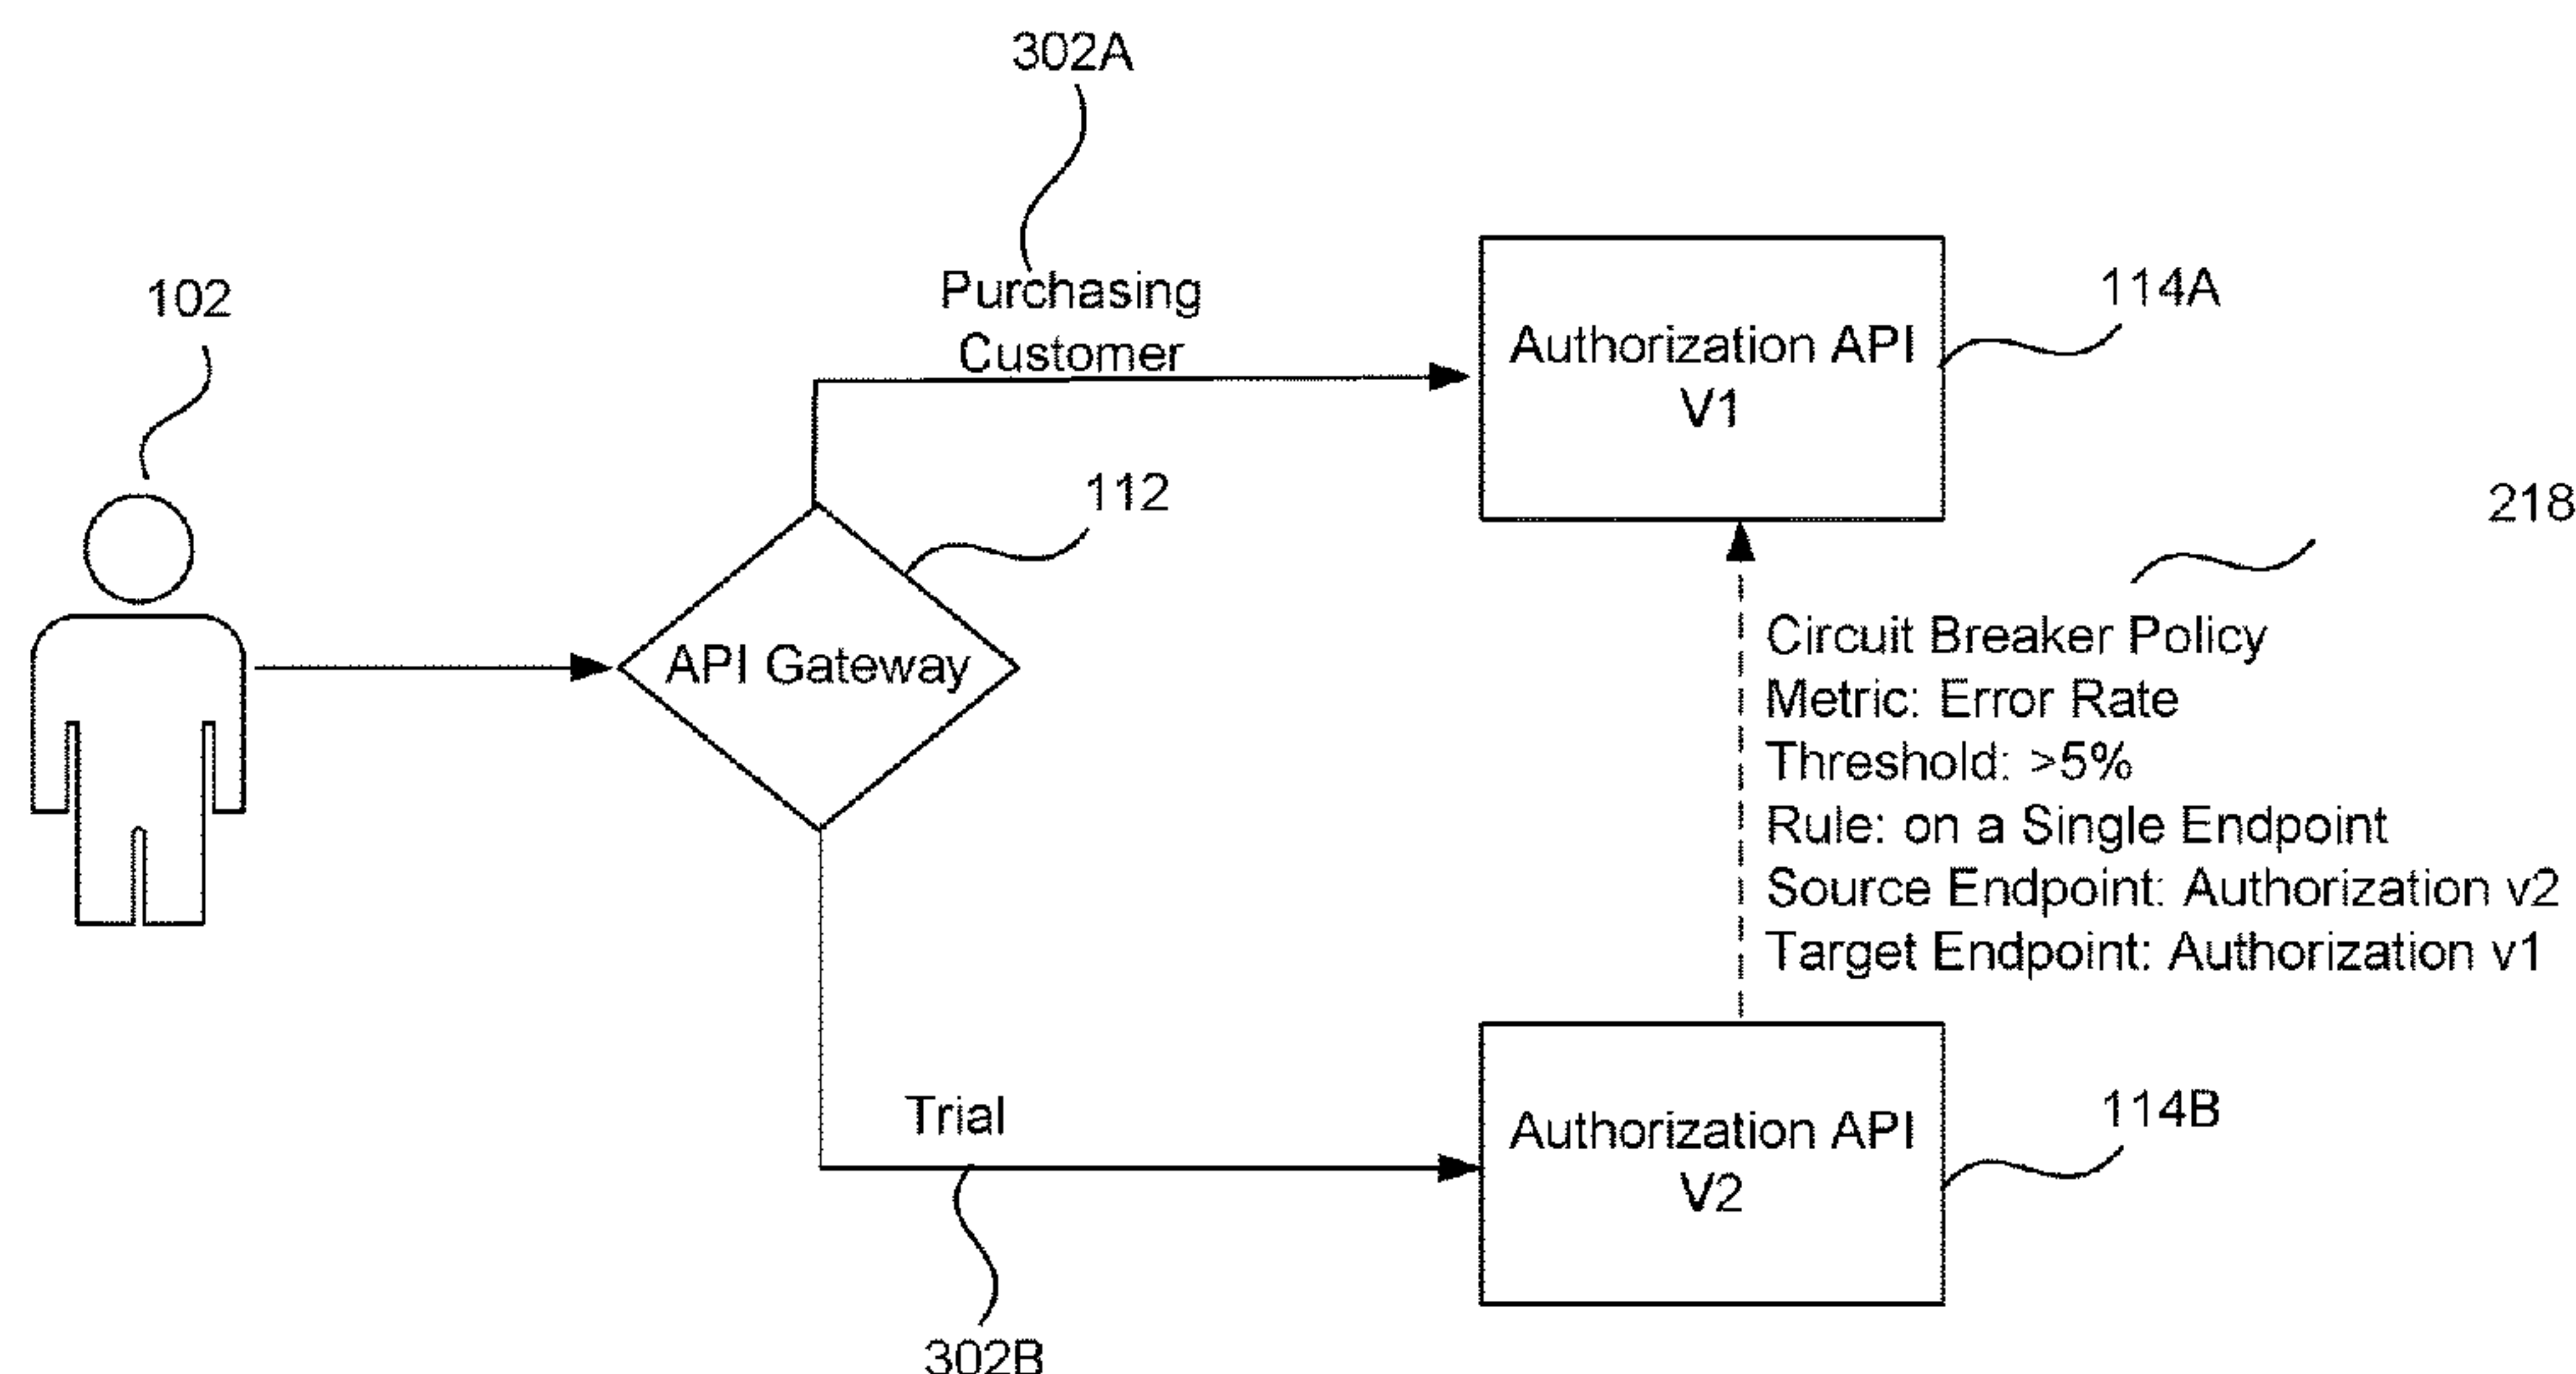 302A
Purchasing
Customer
102
Authorization API
V1
114A
112
218
API Gateway
Circuit Breaker Policy
Metric: Error Rate
Threshold: >5%
Rule: on a Single Endpoint
Source Endpoint: Authorization v2
Target Endpoint: Authorization v1
Trial
Authorization API
V2
114B
302B